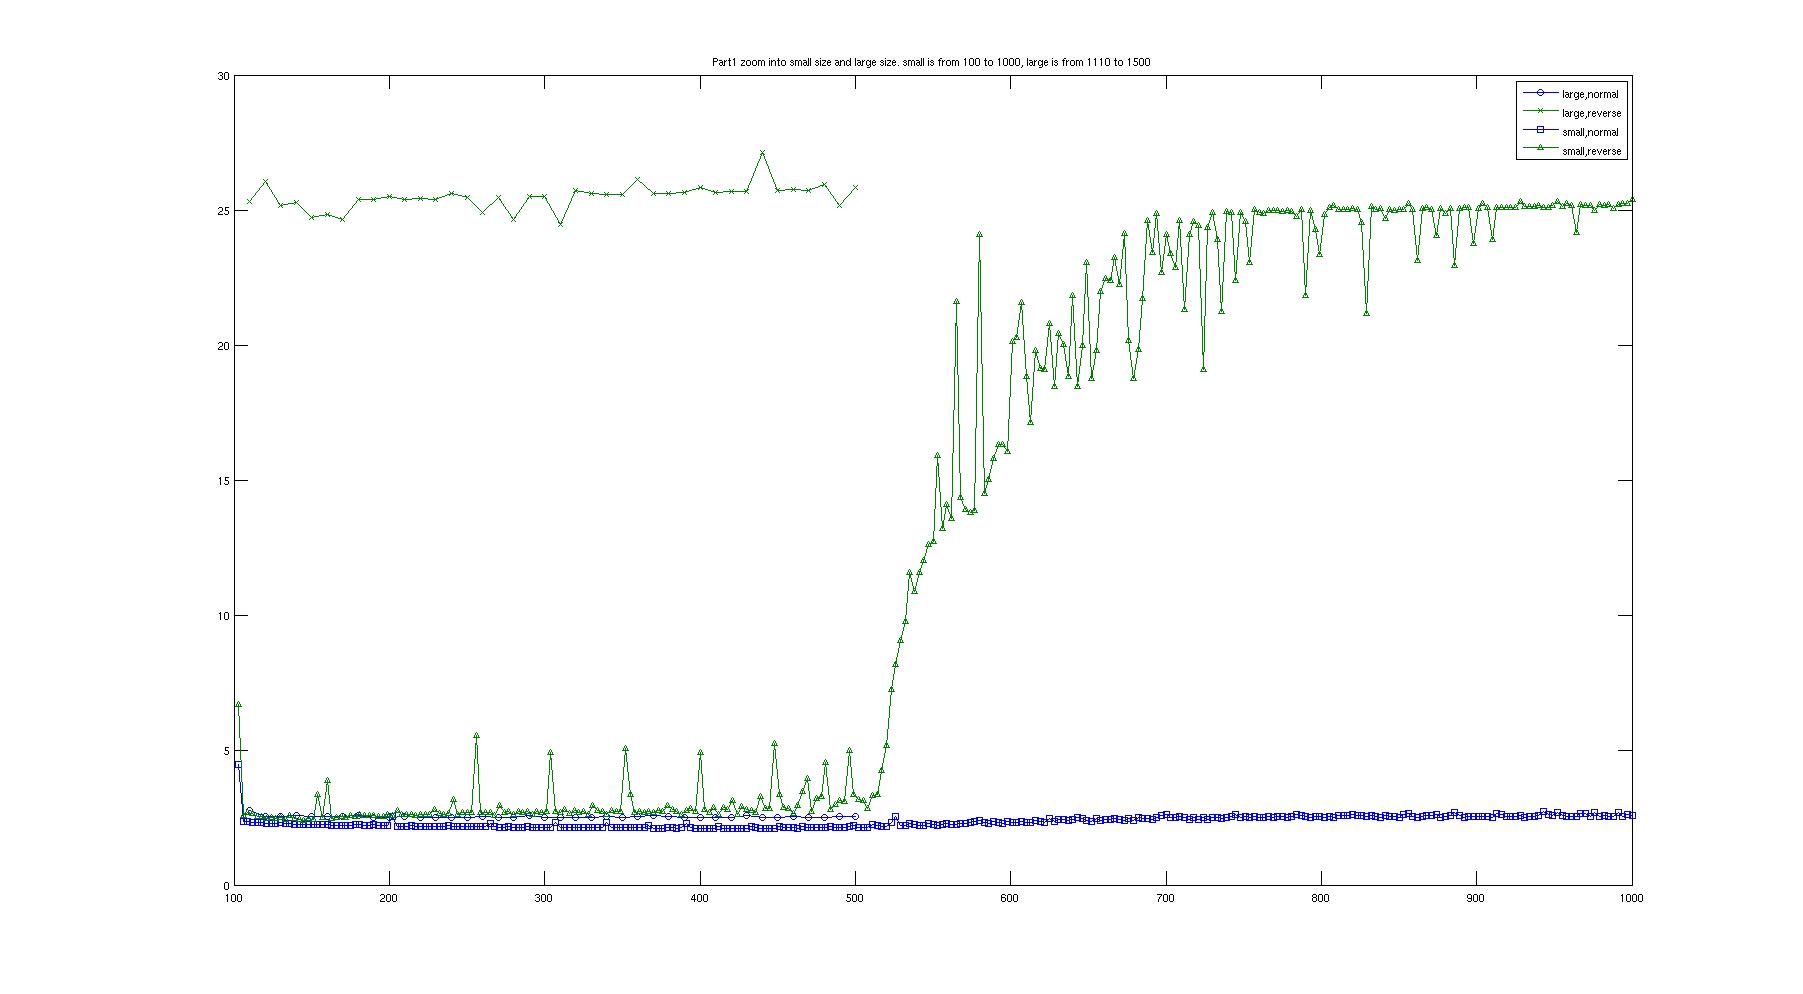 Part1 zoom into small size and large size. small is from 100 to 1000, large is from 1110 to 1500
30
25
20
15
10
5
0
large,normal
large,reverse
small,normal
small,reverse
100 200 300 400 500 600 700 800 900 1000